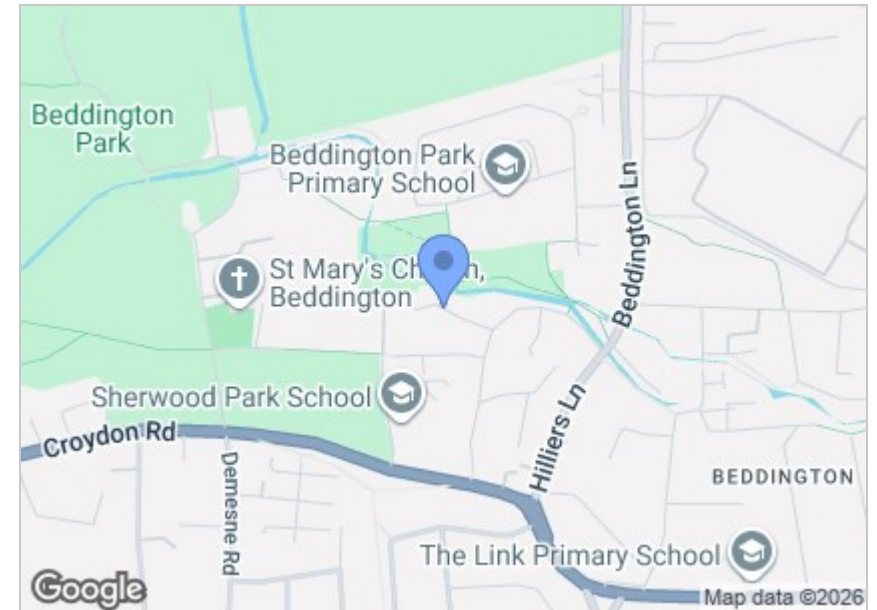 Beddington
Park
Beddington Park
Primary School
Beddington Ln
St Mary's Ch
n,
Beddington
Sherwood Park School
Croydon Rd
Demesne Rd
Hilliers Ln
BEDDINGTON
The Link Primary School
Google
Map data ©2026